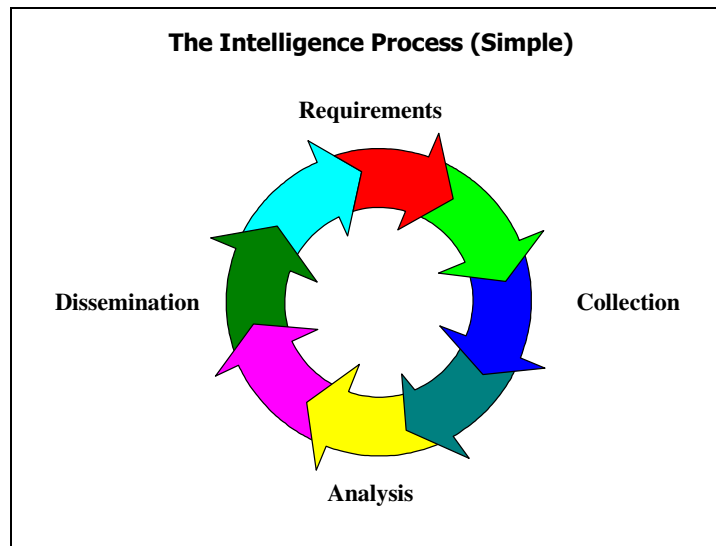 The Intelligence Process (Simple)
Requirements
Dissemination
Collection
Analysis